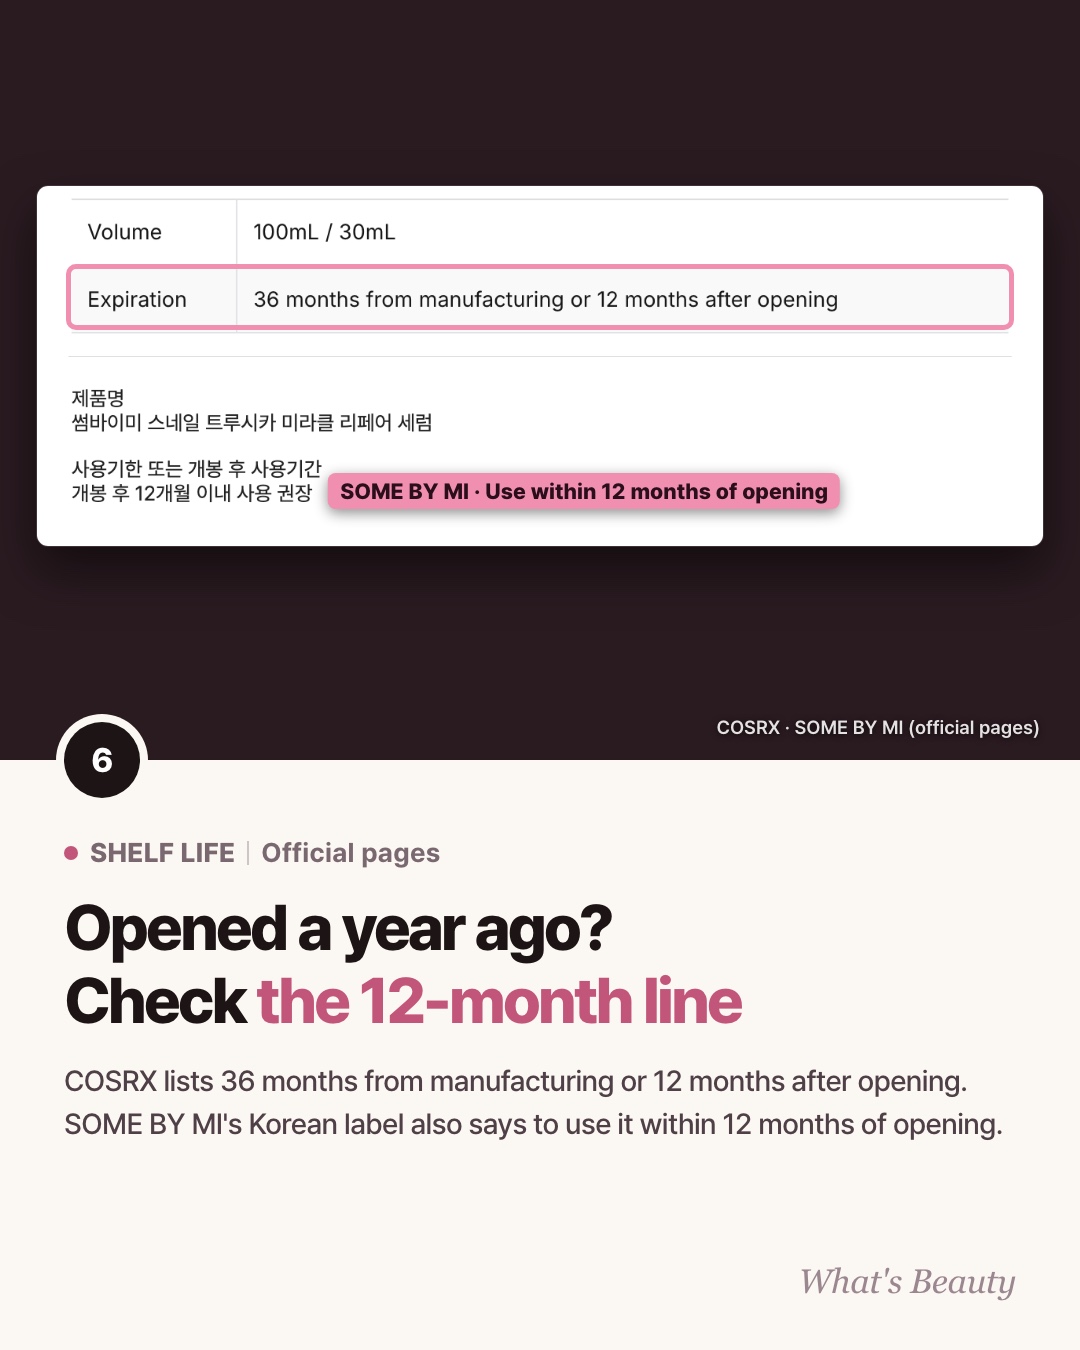 Volume 100mL / 30mL
Expiration 36 months from manufacturing or 12 months after opening
제품명
썸바이미 스네일 트루시카 미라클 리페어 세럼
사용기한 또는 개봉 후 사용기간
개봉 후 12개월 이내 사용 권장
SOME BY MI · Use within 12 months of opening
COSRX · SOME BY MI (official pages)
6
SHELF LIFE | Official pages
Opened a year ago?
Check the 12-month line
COSRX lists 36 months from manufacturing or 12 months after opening.
SOME BY MI's Korean label also says to use it within 12 months of opening.
What's Beauty